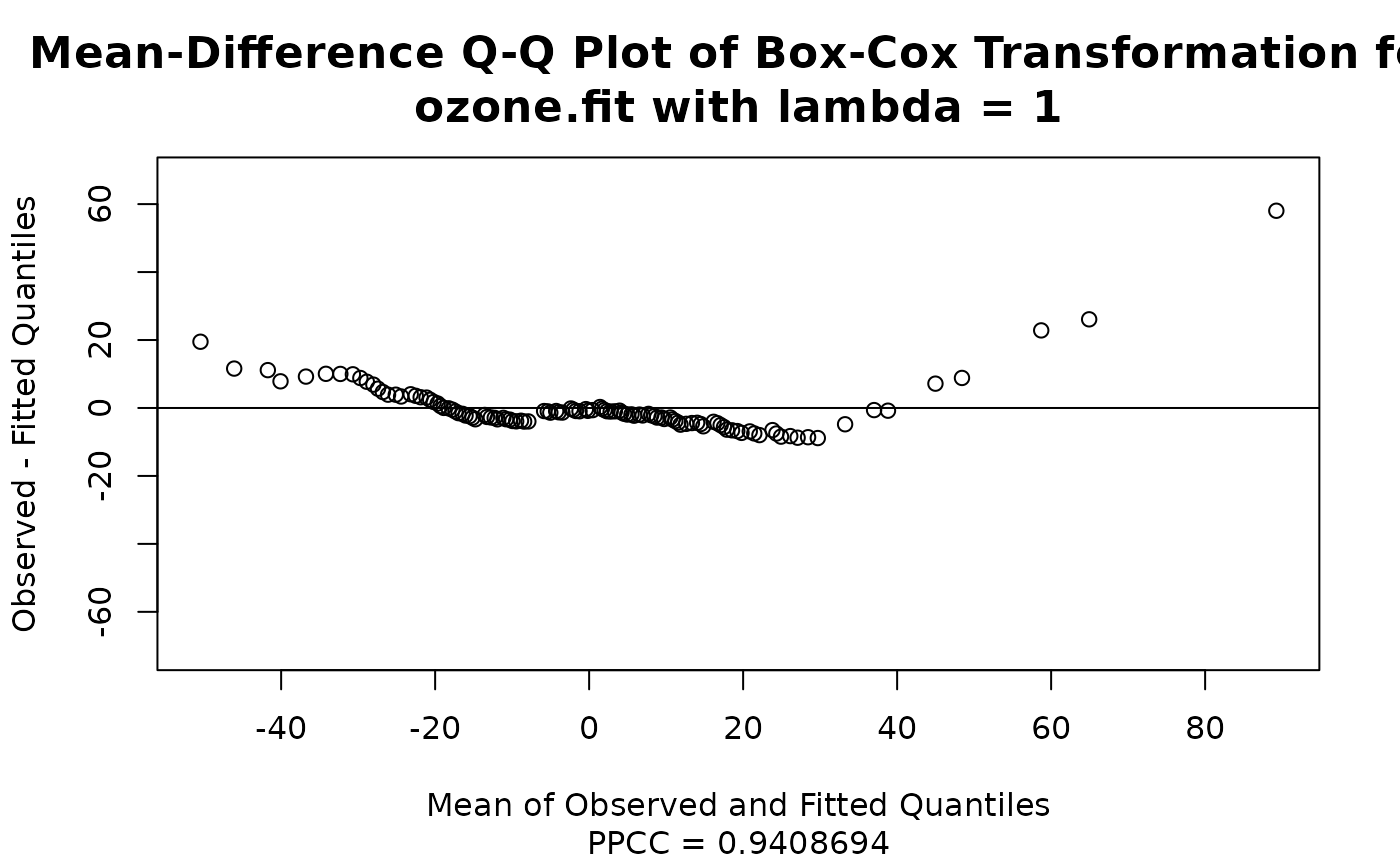 Mean-Difference Q-Q Plot of Box-Cox Transformation
ozone.fit with lambda = 1
Observed - Fitted Quantiles
60
20
0
-20
-60
-40
-20
0
20
40
60
80
Mean of Observed and Fitted Quantiles
PPCC = 0.9408694